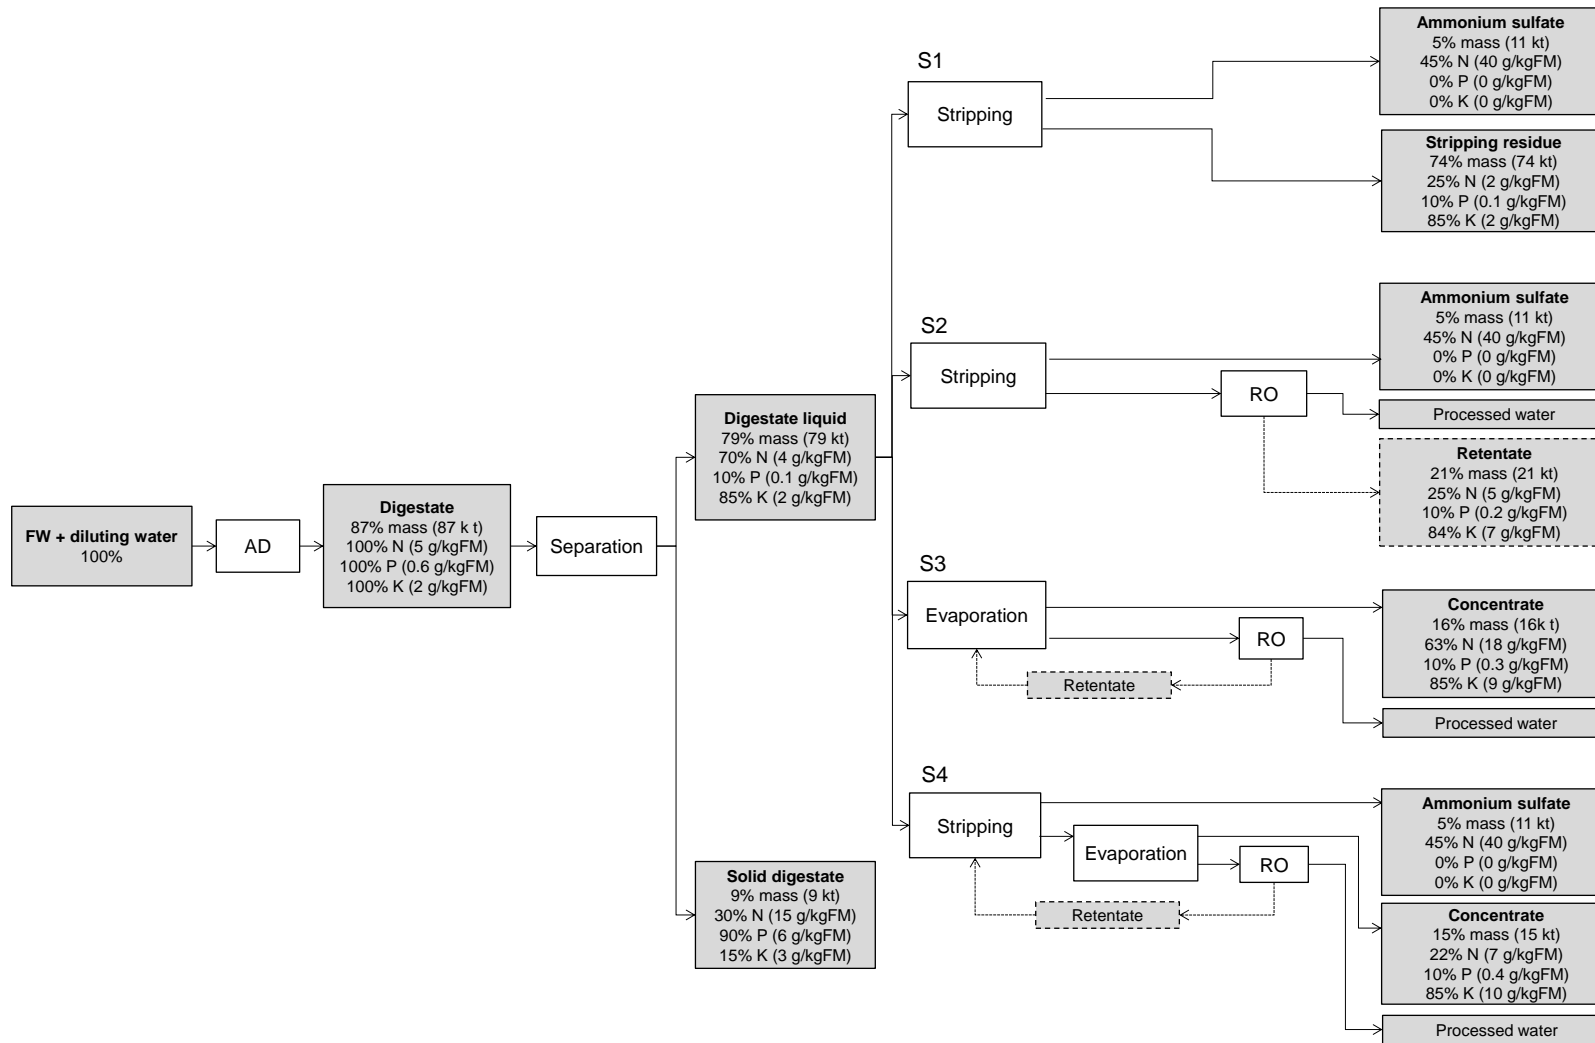 FW + diluting water
100%
AD
Digestate
87% mass (87 k t)
100% N (5 g/kgFM)
100% P (0.6 g/kgFM)
100% K (2 g/kgFM)
Separation
Digestate liquid
79% mass (79 kt)
70% N (4 g/kgFM)
10% P (0.1 g/kgFM)
85% K (2 g/kgFM)
Solid digestate
9% mass (9 kt)
30% N (15 g/kgFM)
90% P (6 g/kgFM)
15% K (3 g/kgFM)
S1
Stripping
Ammonium sulfate
5% mass (11 kt)
45% N (40 g/kgFM)
0% P (0 g/kgFM)
0% K (0 g/kgFM)
Stripping residue
74% mass (74 kt)
25% N (2 g/kgFM)
10% P (0.1 g/kgFM)
85% K (2 g/kgFM)
S2
Stripping
RO
Ammonium sulfate
5% mass (11 kt)
45% N (40 g/kgFM)
0% P (0 g/kgFM)
0% K (0 g/kgFM)
Processed water
Retentate
21% mass (21 kt)
25% N (5 g/kgFM)
10% P (0.2 g/kgFM)
84% K (7 g/kgFM)
S3
Evaporation
RO
Retentate
Concentrate
16% mass (16k t)
63% N (18 g/kgFM)
10% P (0.3 g/kgFM)
85% K (9 g/kgFM)
Processed water
S4
Stripping
Evaporation
RO
Retentate
Ammonium sulfate
5% mass (11 kt)
45% N (40 g/kgFM)
0% P (0 g/kgFM)
0% K (0 g/kgFM)
Concentrate
15% mass (15 kt)
22% N (7 g/kgFM)
10% P (0.4 g/kgFM)
85% K (10 g/kgFM)
Processed water